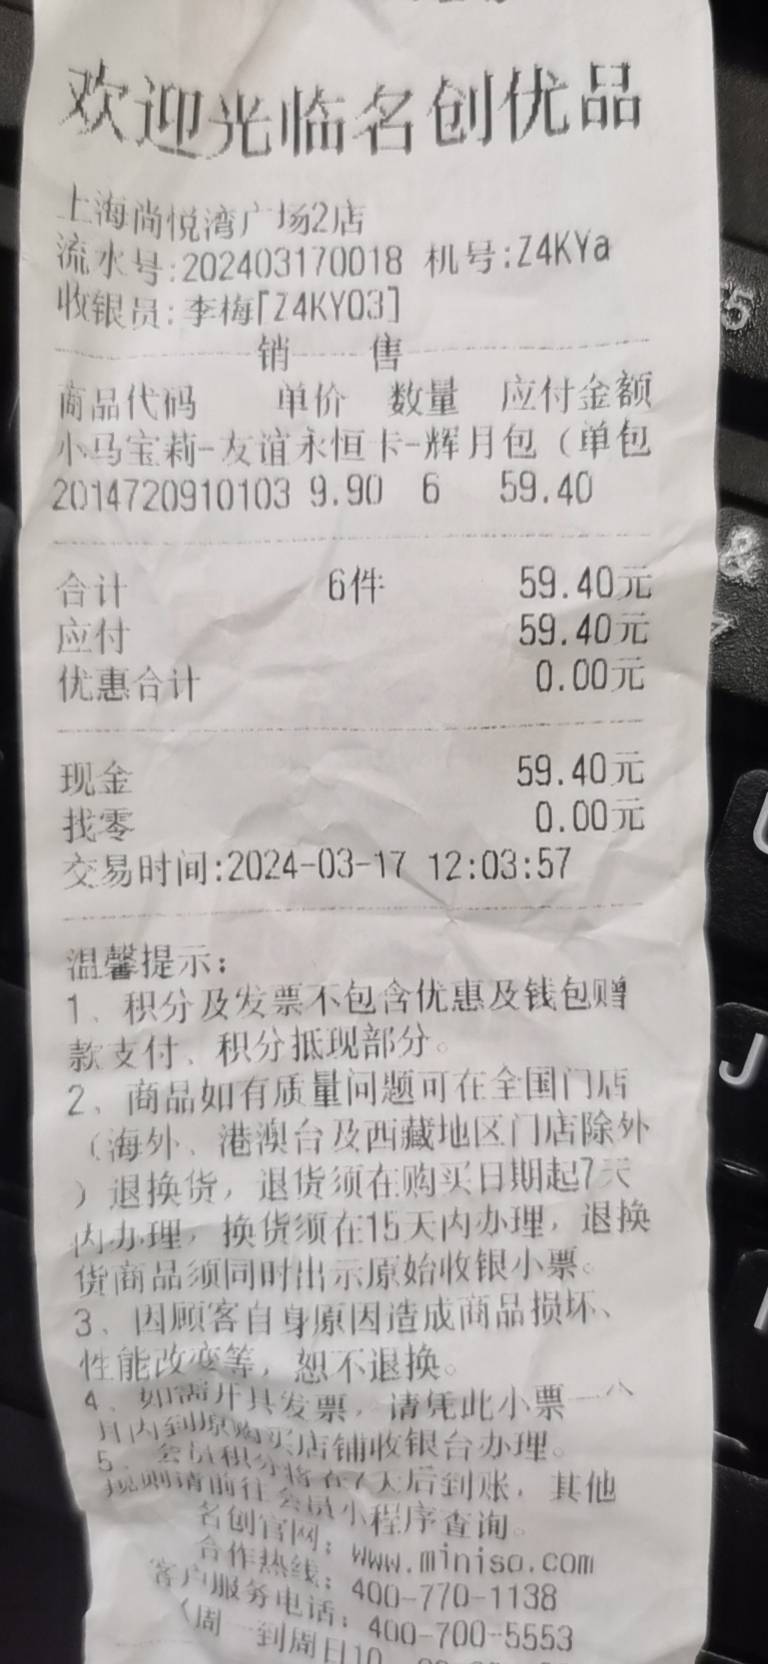 欢迎光临名创优品
上海尚悦湾广场2店
流水号:202403170018 机号:Z4KYa
收银员:李梅[Z4KY03]
销 售
商品代码 单价 数量 应付金额
小马宝莉-友谊永恒卡-辉月包（单包
2014720910103 9.90 6 59.40
合计 6件 59.40元
应付 59.40元
优惠合计 0.00元
现金 59.40元
找零 0.00元
交易时间:2024-03-17 12:03:57
温馨提示:
1、积分及发票不包含优惠及钱包赠
款支付、积分抵现部分。
2、商品如有质量问题可在全国门店
（海外、港澳台及西藏地区门店除外
）退换货，退货须在购买日期起7天
内办理，换货须在15天内办理，退换
货商品须同时出示原始收银小票。
3、因顾客自身原因造成商品损坏、
性能改变等，恕不退换。
4、如需开具发票，请凭此小票一个
月内到原购买店铺收银台办理。
5、会员积分将在7天后到账，其他
规则请前往会员小程序查询。
名创官网：www.miniso.com
合作热线：400-770-1138
客户服务电话：400-700-5553
（周一到周日10